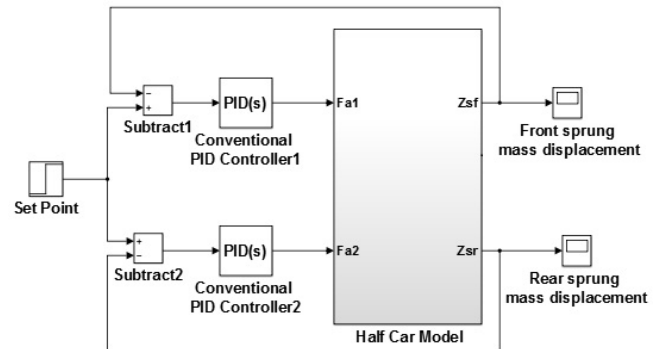 −
+
Subtract1
PID(s)
Conventional
PID Controller1
Fa1
Zsf
Front sprung
mass displacement
Set Point
+
−
Subtract2
PID(s)
Conventional
PID Controller2
Fa2
Zsr
Rear sprung
mass displacement
Half Car Model